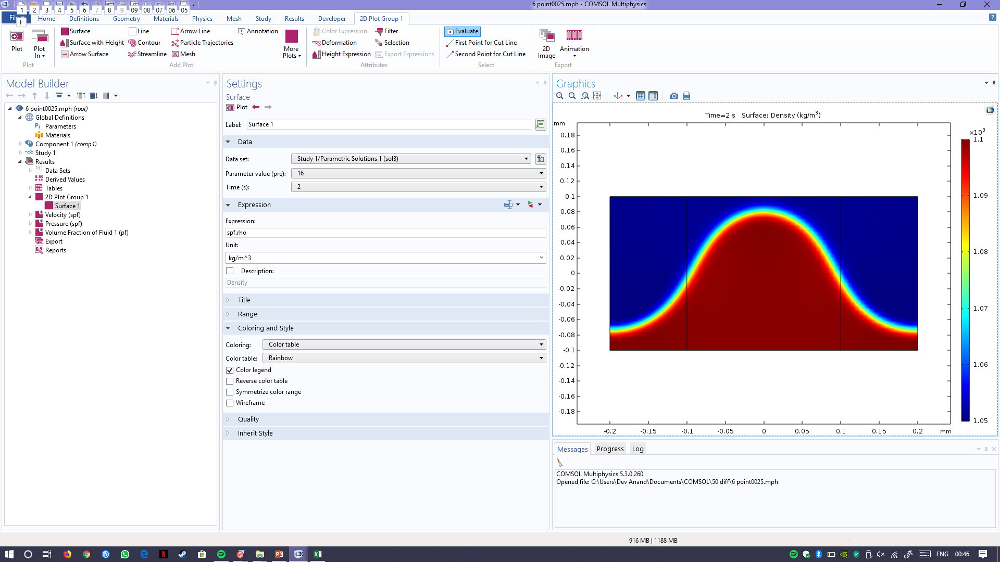 6 point0025.mph - COMSOL Multiphysics
1 2 3 4 5 6 7 8 9 09 08 07 06 05
File F Home Definitions Geometry Materials Physics Mesh Study Results Developer 2D Plot Group 1
Surface Line Arrow Line Annotation Color Expression Filter Evaluate
Surface with Height Contour Particle Trajectories Deformation Selection First Point for Cut Line
Plot Plot In More Plots 2D Image Animation
Arrow Surface Streamline Mesh Height Expression Export Expressions Second Point for Cut Line
Plot Add Plot Attributes Select Export
Model Builder
6 point0025.mph (root)
Global Definitions
Pi Parameters
Materials
Component 1 (comp1)
Study 1
Results
Data Sets
8.85 e-12 Derived Values
Tables
2D Plot Group 1
Surface 1
Velocity (spf)
Pressure (spf)
Volume Fraction of Fluid 1 (pf)
Export
Reports
Settings
Surface
Plot
Label: Surface 1
Data
Data set: Study 1/Parametric Solutions 1 (sol3)
Parameter value (pre): 16
Time (s): 2
Expression
Expression:
spf.rho
Unit:
kg/m^3
Description:
Density
Title
Range
Coloring and Style
Coloring: Color table
Color table: Rainbow
Color legend
Reverse color table
Symmetrize color range
Wireframe
Quality
Inherit Style
Graphics
Time=2 s Surface: Density (kg/m³)
mm
0.18
0.16
0.14
0.12
0.1
0.08
0.06
0.04
0.02
0
-0.02
-0.04
-0.06
-0.08
-0.1
-0.12
-0.14
-0.16
-0.18
-0.2 -0.15 -0.1 -0.05 0 0.05 0.1 0.15 0.2 mm
×10³
1.1
1.09
1.08
1.07
1.06
1.05
Messages Progress Log
COMSOL Multiphysics 5.3.0.260
Opened file: C:\Users\Dev Anand\Documents\COMSOL\50 diff\6 point0025.mph
916 MB | 1188 MB
ENG 00:46